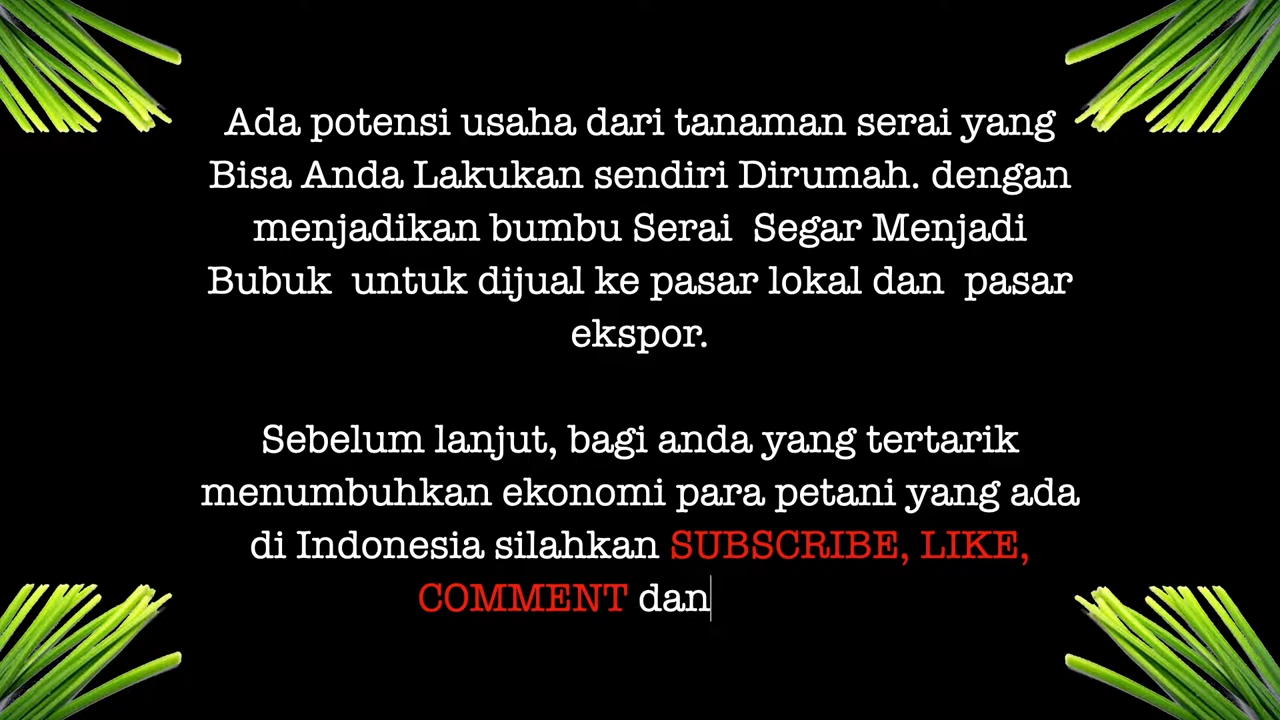 Ada potensi usaha dari tanaman serai yang
Bisa Anda Lakukan sendiri Dirumah. dengan
menjadikan bumbu Serai  Segar Menjadi
Bubuk  untuk dijual ke pasar lokal dan  pasar
ekspor.
Sebelum lanjut, bagi anda yang tertarik
menumbuhkan ekonomi para petani yang ada
di Indonesia silahkan SUBSCRIBE, LIKE,
COMMENT dan